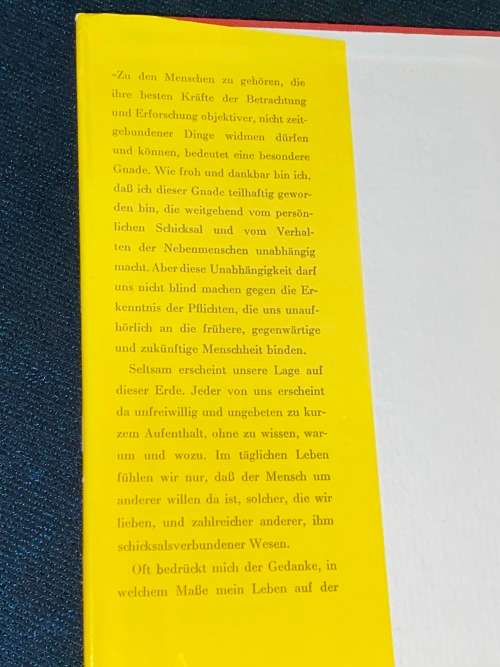 «Zu den Menschen zu gehören, die
ihre besten Kräfte der Betrachtung
und Erforschung objektiver, nicht zeit-
gebundener Dinge widmen dürfen
und können, bedeutet eine besondere
Gnade. Wie froh und dankbar bin ich,
daß ich dieser Gnade teilhaftig gewor-
den bin, die weitgehend vom persön-
lichen Schicksal und vom Verhal-
ten der Nebenmenschen unabhängig
macht. Aber diese Unabhängigkeit darf
uns nicht blind machen gegen die Er-
kenntnis der Pflichten, die uns unauf-
hörlich an die frühere, gegenwärtige
und zukünftige Menschheit binden.
Seltsam erscheint unsere Lage auf
dieser Erde. Jeder von uns erscheint
da unfreiwillig und ungebeten zu kur-
zem Aufenthalt, ohne zu wissen, war-
um und wozu. Im täglichen Leben
fühlen wir nur, daß der Mensch um
anderer willen da ist, solcher, die wir
lieben, und zahlreicher anderer, ihm
schicksalsverbundener Wesen.
Oft bedrückt mich der Gedanke, in
welchem Maße mein Leben auf der